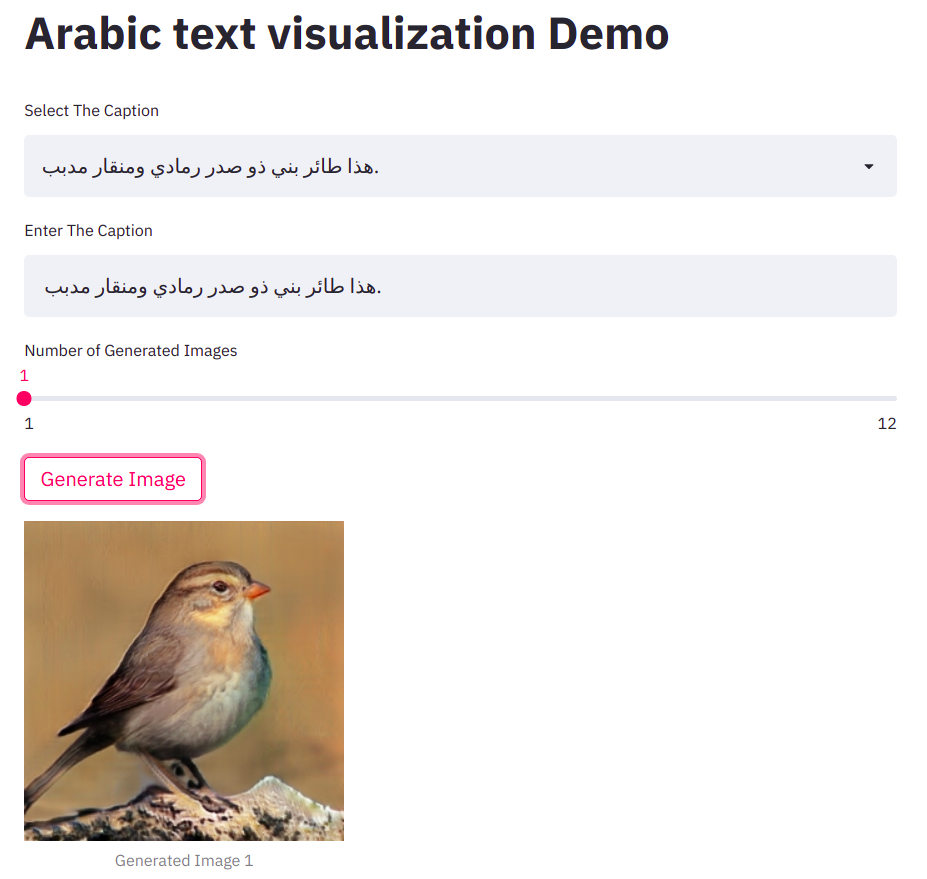 Arabic text visualization Demo
Select The Caption
هذا طائر بني ذو صدر رمادي ومنقار مدبب.
Enter The Caption
هذا طائر بني ذو صدر رمادي ومنقار مدبب.
Number of Generated Images
1
1 12
Generate Image
Generated Image 1